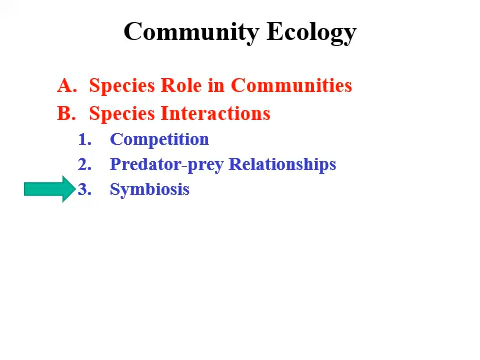 Community Ecology
A. Species Role in Communities
B. Species Interactions
1. Competition
2. Predator-prey Relationships
3. Symbiosis